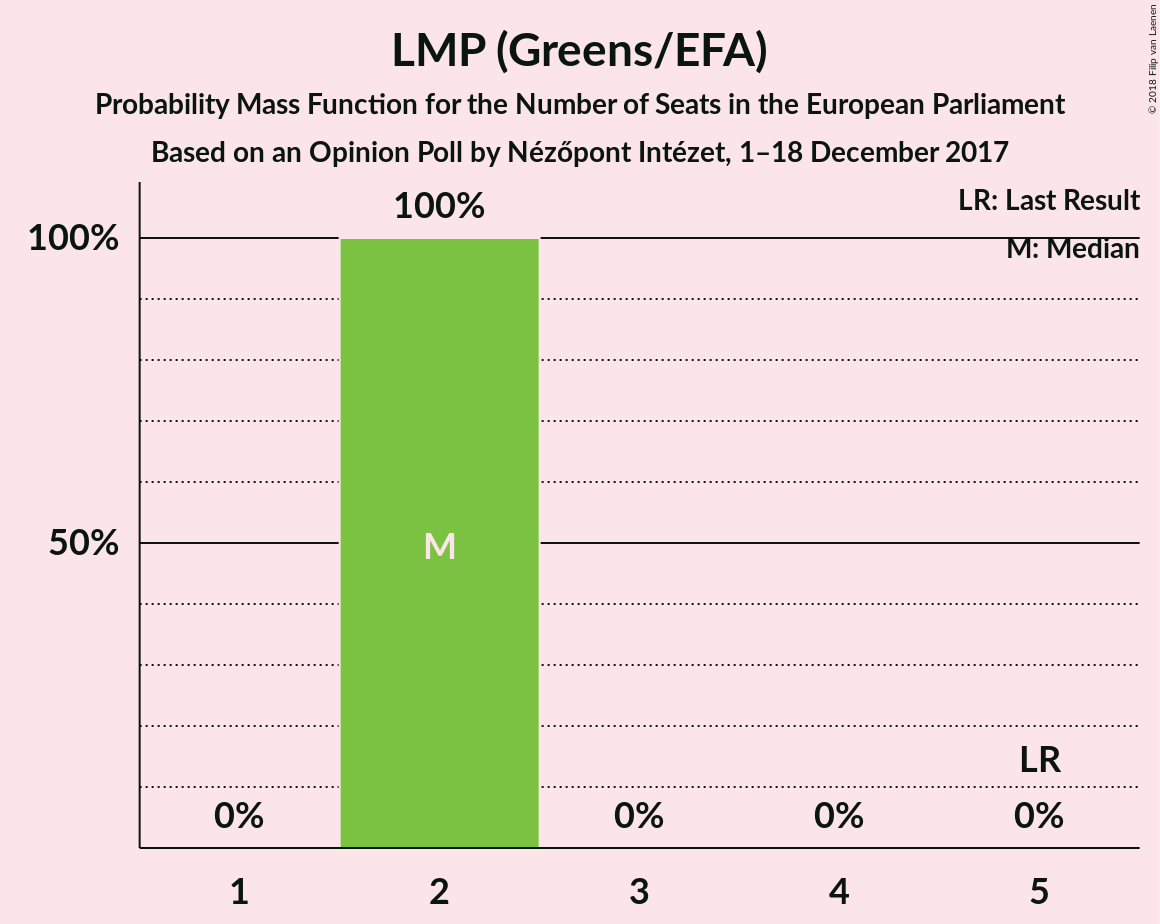 LMP (Greens/EFA)
Probability Mass Function for the Number of Seats in the European Parliament
Based on an Opinion Poll by Nézőpont Intézet, 1–18 December 2017
© 2018 Filip van Laenen
LR: Last Result
M: Median
100%
100%
50%
M
LR
0%
0%
0%
0%
1
2
3
4
5